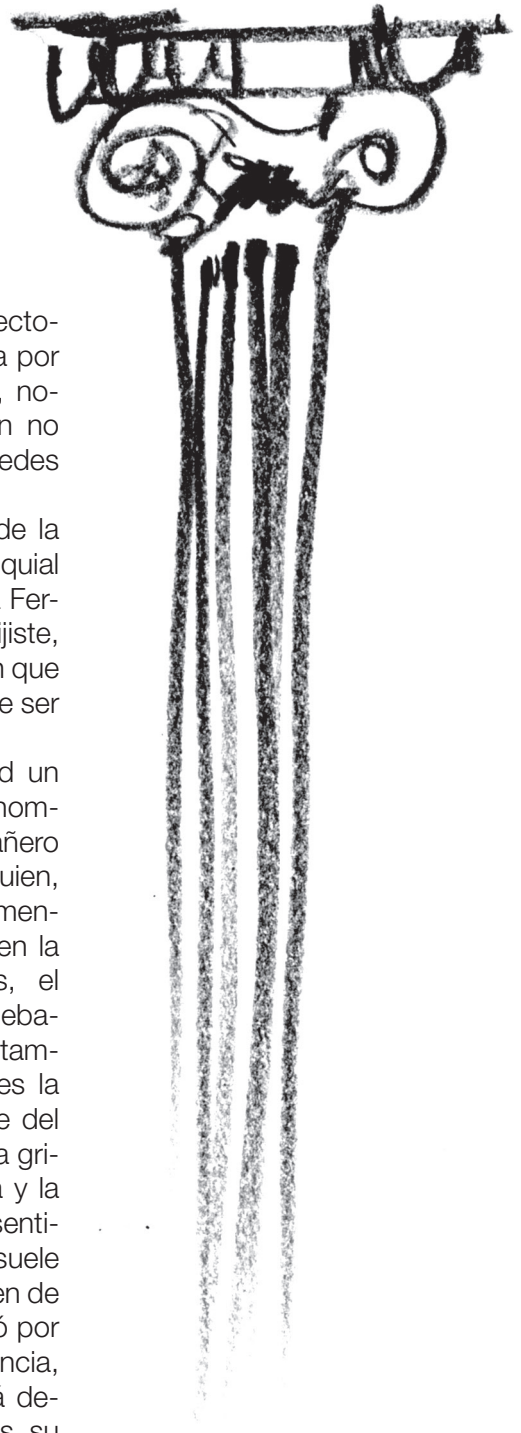 ecto-
a por
, no-
n no
edes
de la
quial
Fer-
ijiste,
n que
e ser
d un
nom-
añero
uien,
men-
en la
s, el
eba-
tam-
es la
e del
a gri-
a y la
senti-
suele
en de
ó por
ncia,
á de-
s su